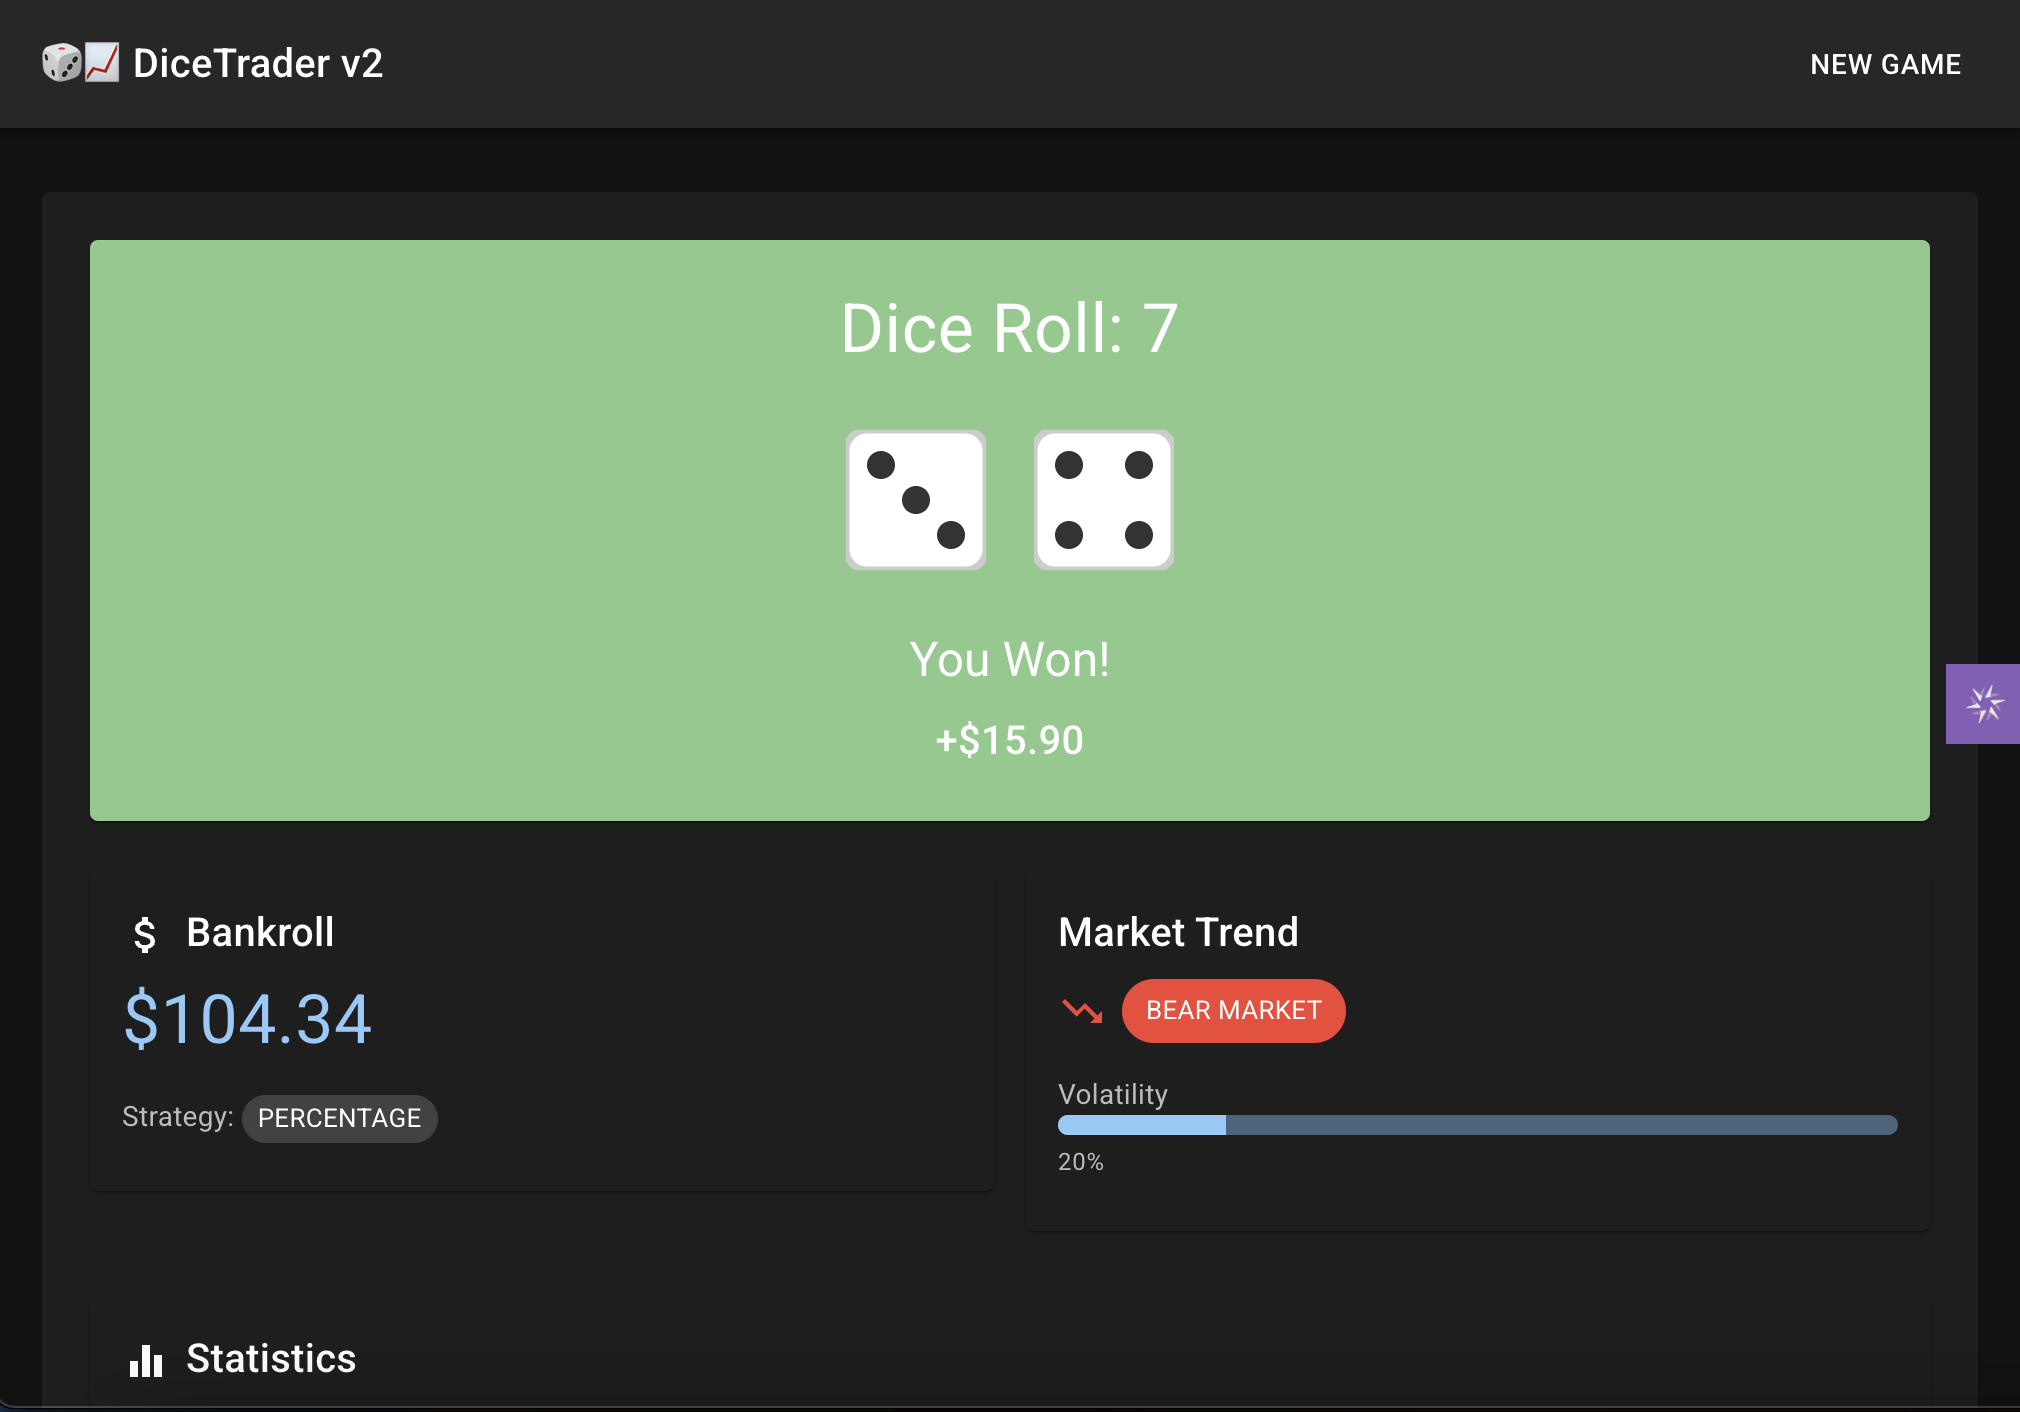 DiceTrader v2
NEW GAME
Dice Roll: 7
You Won!
+$15.90
$ Bankroll
$104.34
Strategy: PERCENTAGE
Market Trend
BEAR MARKET
Volatility
20%
Statistics